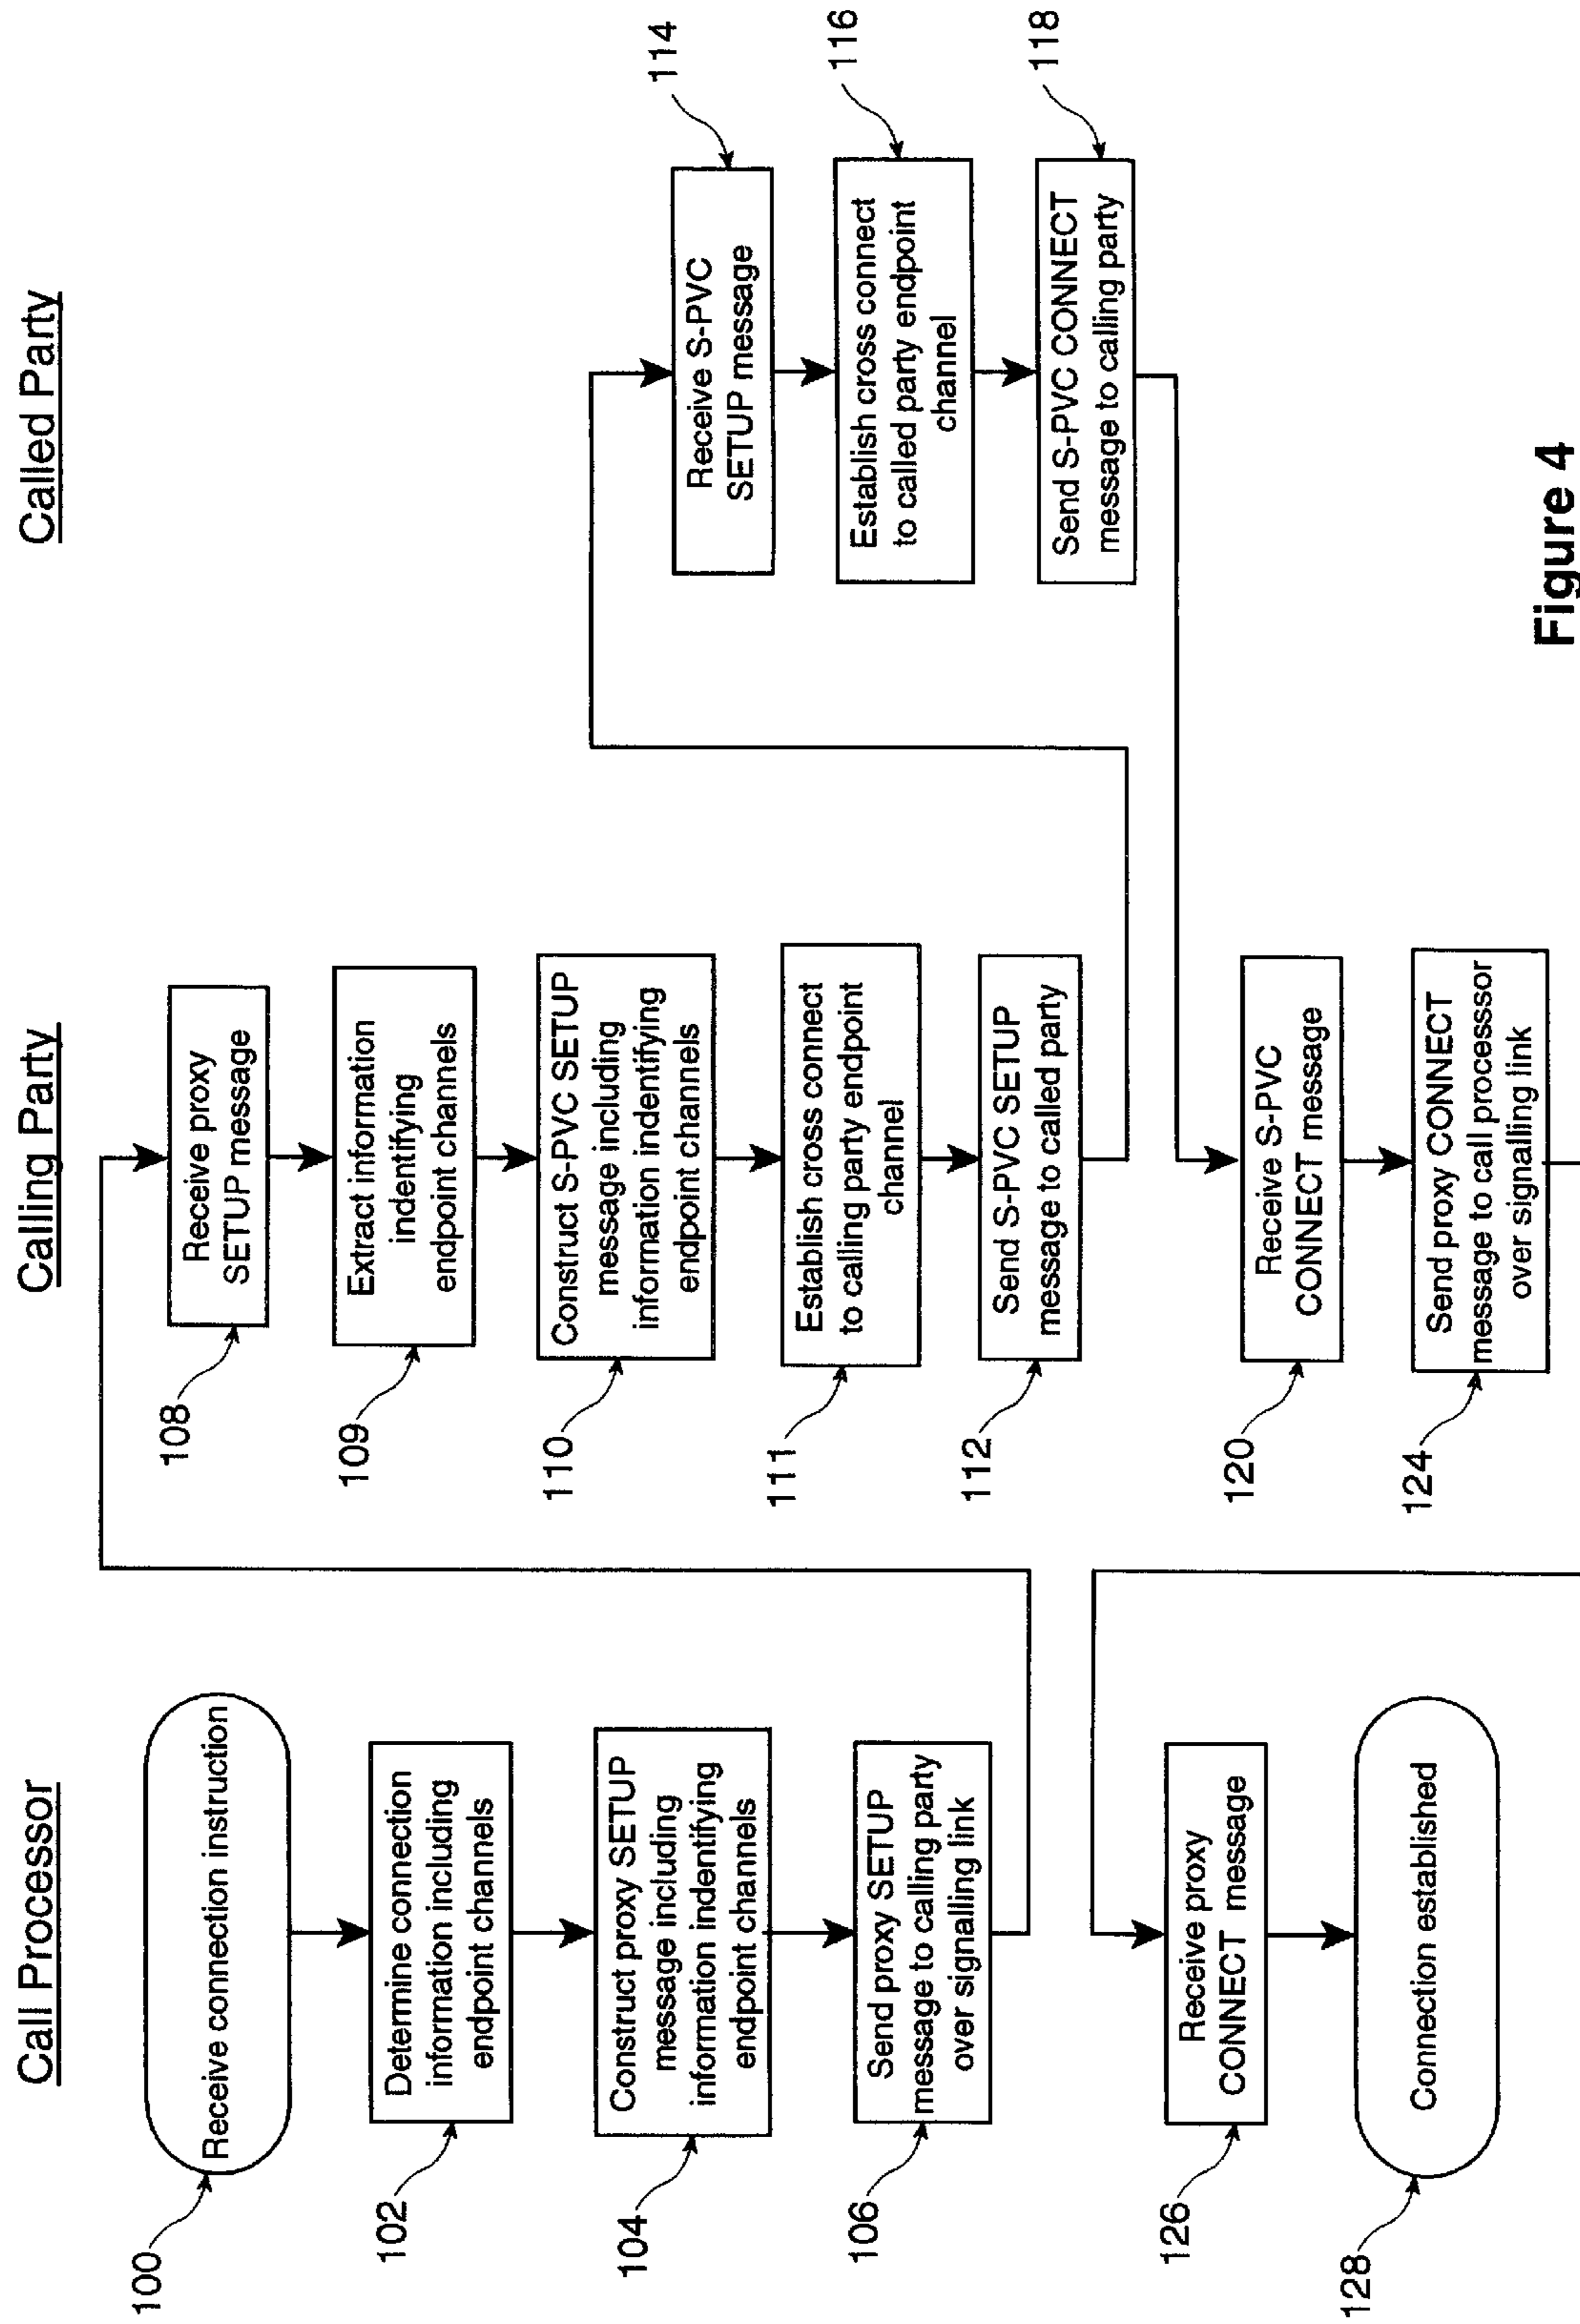 Call Processor
100
Receive connection instruction
102
Determine connection
information including
endpoint channels
104
Construct proxy SETUP
message including
information indentifying
endpoint channels
106
Send proxy SETUP
message to calling party
over signalling link
126
Receive proxy
CONNECT message
128
Connection established
Calling Party
108
Receive proxy
SETUP message
109
Extract information
indentifying
endpoint channels
110
Construct S-PVC SETUP
message including
information indentifying
endpoint channels
111
Establish cross connect
to calling party endpoint
channel
112
Send S-PVC SETUP
message to called party
120
Receive S-PVC
CONNECT message
124
Send proxy CONNECT
message to call processor
over signalling link
Called Party
114
Receive S-PVC
SETUP message
116
Establish cross connect
to called party endpoint
channel
118
Send S-PVC CONNECT
message to calling party
Figure 4